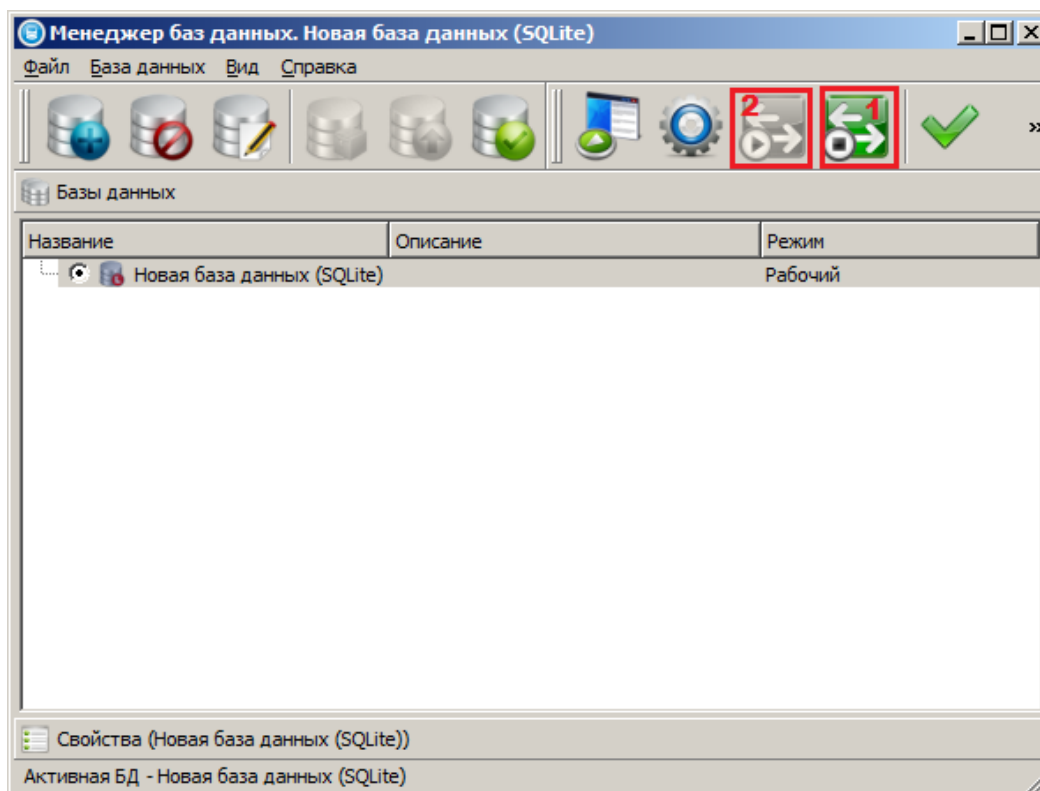 Менеджер баз данных. Новая база данных (SQLite)
Файл База данных Вид Справка
2 1
»
Базы данных
Название Описание Режим
Новая база данных (SQLite) Рабочий
Свойства (Новая база данных (SQLite))
Активная БД - Новая база данных (SQLite)